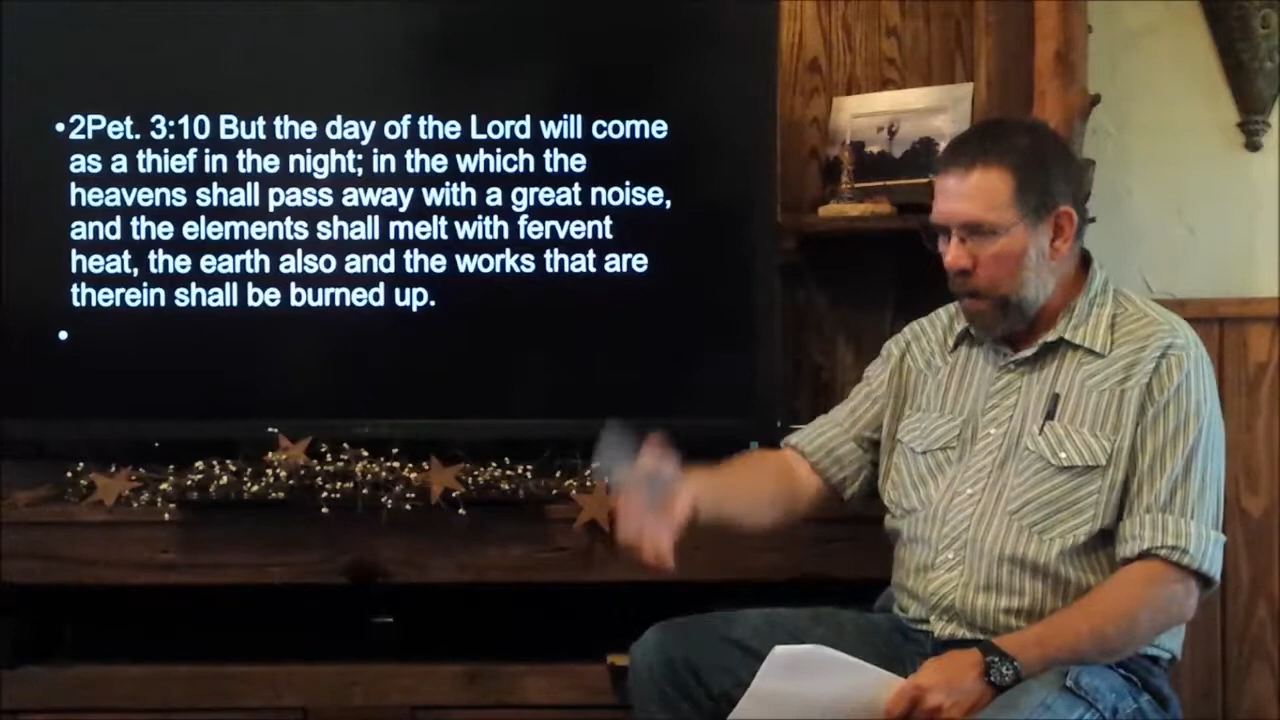 •2Pet. 3:10 But the day of the Lord will come
as a thief in the night; in the which the
heavens shall pass away with a great noise,
and the elements shall melt with fervent
heat, the earth also and the works that are
therein shall be burned up.
•